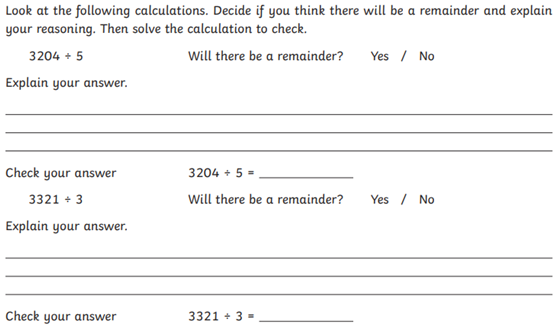 Look at the following calculations. Decide if you think there will be a remainder and explain
your reasoning. Then solve the calculation to check.
3204 ÷ 5 Will there be a remainder? Yes / No
Explain your answer.
Check your answer 3204 ÷ 5 = ______________
3321 ÷ 3 Will there be a remainder? Yes / No
Explain your answer.
Check your answer 3321 ÷ 3 = ______________